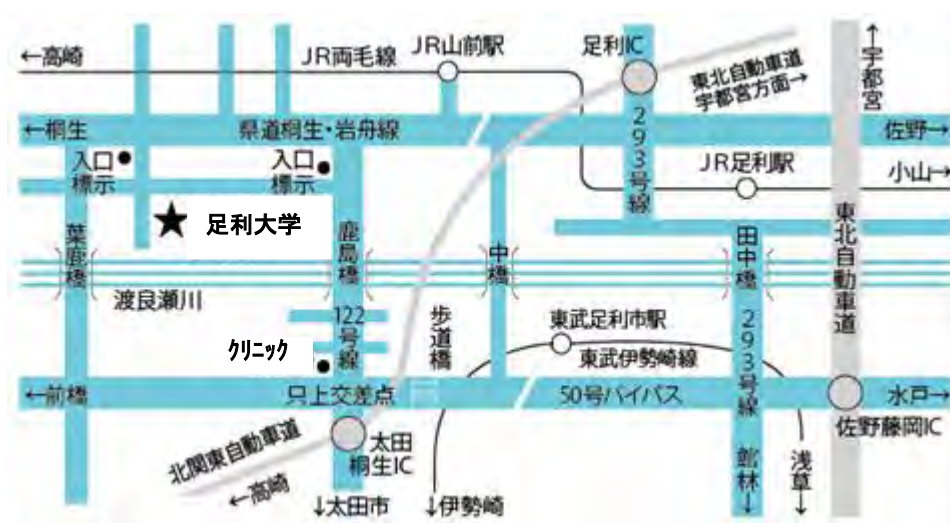 ←高崎
JR両毛線
JR山前駅
足利IC
東北自動車道
宇都宮方面→
←宇都宮
←桐生
県道桐生・岩舟線
293号線
佐野→
入口
標示
入口
標示
JR足利駅
小山→
★ 足利大学
葉鹿橋
鹿島橋
中橋
田中橋
東北自動車道
渡良瀬川
122号線
歩道橋
東武足利市駅
東武伊勢崎線
293号線
クリニック
←前橋
只上交差点
50号バイパス
水戸→
佐野藤岡IC
北関東自動車道
←高崎
太田
桐生IC
↓太田市
↓伊勢崎
館林→
浅草→